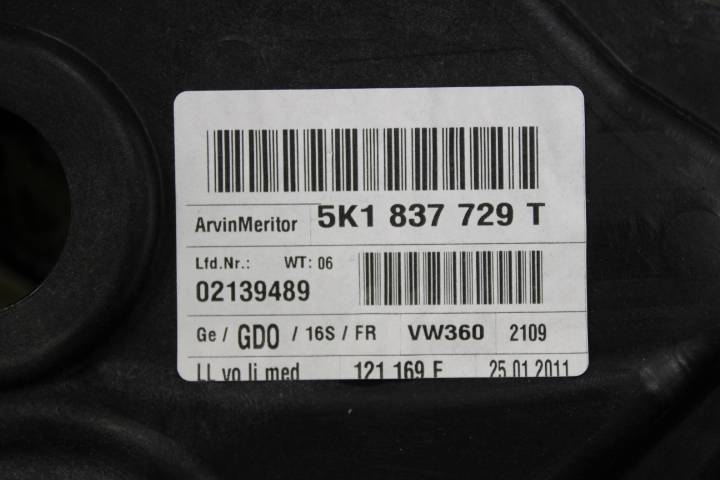 ArvinMeritor 5K1 837 729 T
Lfd.Nr.: WT: 06
02139489
Ge / GDO / 16S / FR VW360 2109
LL vo li med 121 169 25.01.2011